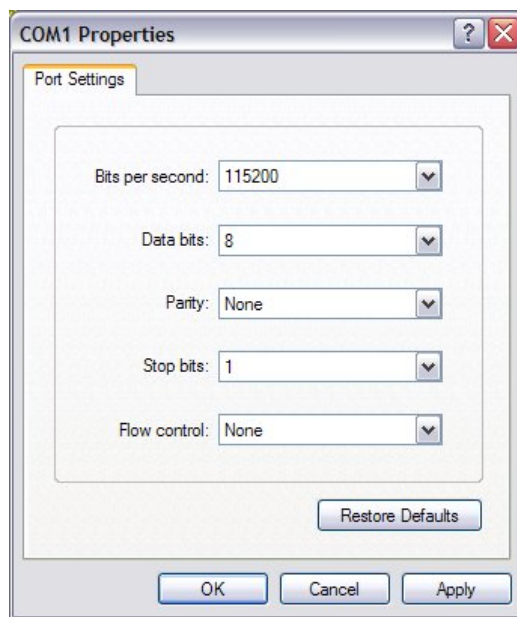 COM1 Properties
Port Settings
Bits per second: 115200
Data bits: 8
Parity: None
Stop bits: 1
Flow control: None
Restore Defaults
OK Cancel Apply